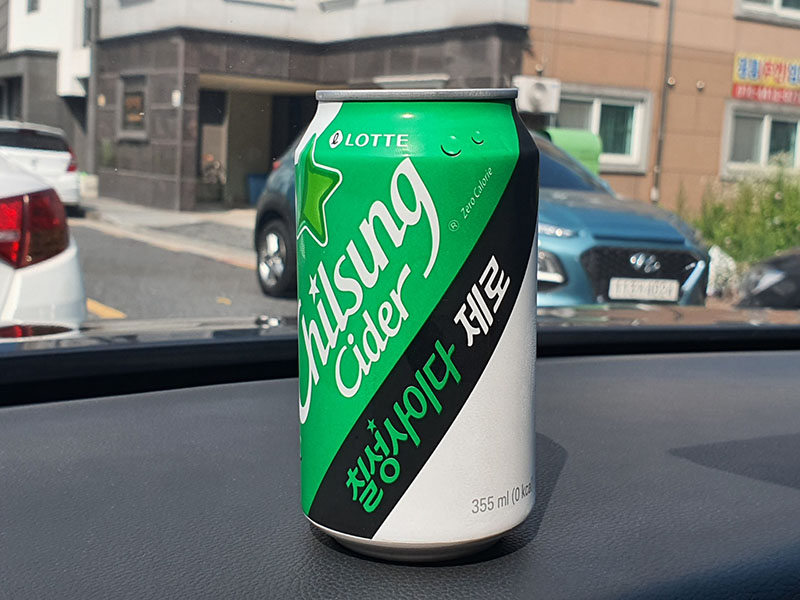 LOTTE
Chilsung
Cider
® Zero Calorie
칠성사이다 제로
355 ml (0 kcal